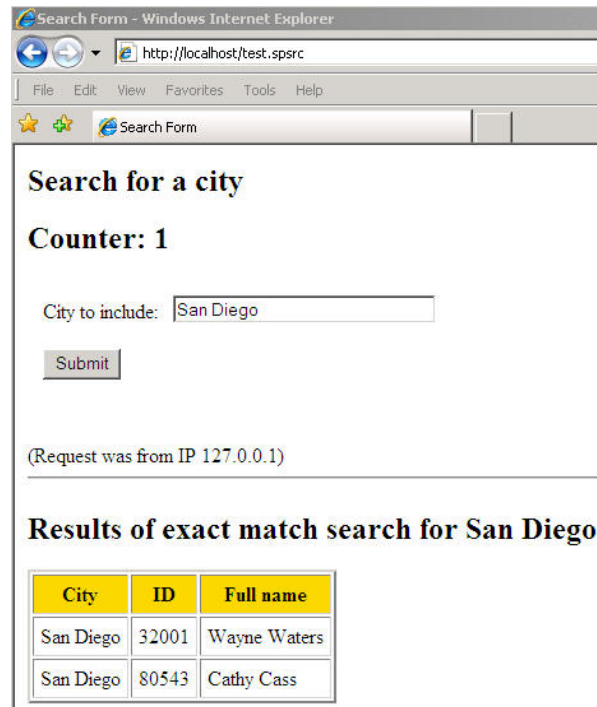 Search Form - Windows Internet Explorer
http://localhost/test.spsrc
File Edit View Favorites Tools Help
Search Form
Search for a city
Counter: 1
City to include: San Diego
Submit
(Request was from IP 127.0.0.1)
Results of exact match search for San Diego
City ID Full name
San Diego 32001 Wayne Waters
San Diego 80543 Cathy Cass